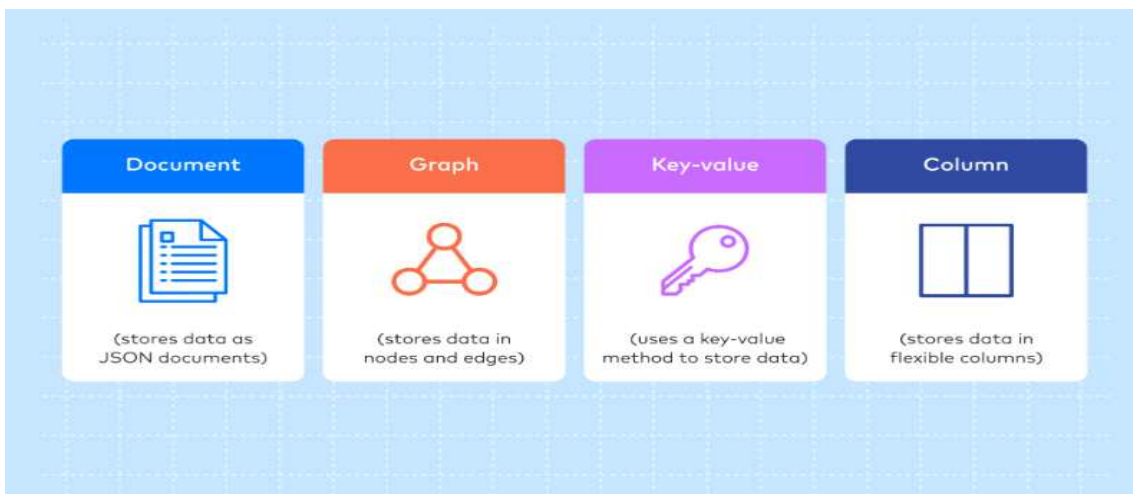 Document
(stores data as
JSON documents)
Graph
(stores data in
nodes and edges)
Key-value
(uses a key-value
method to store data)
Column
(stores data in
flexible columns)